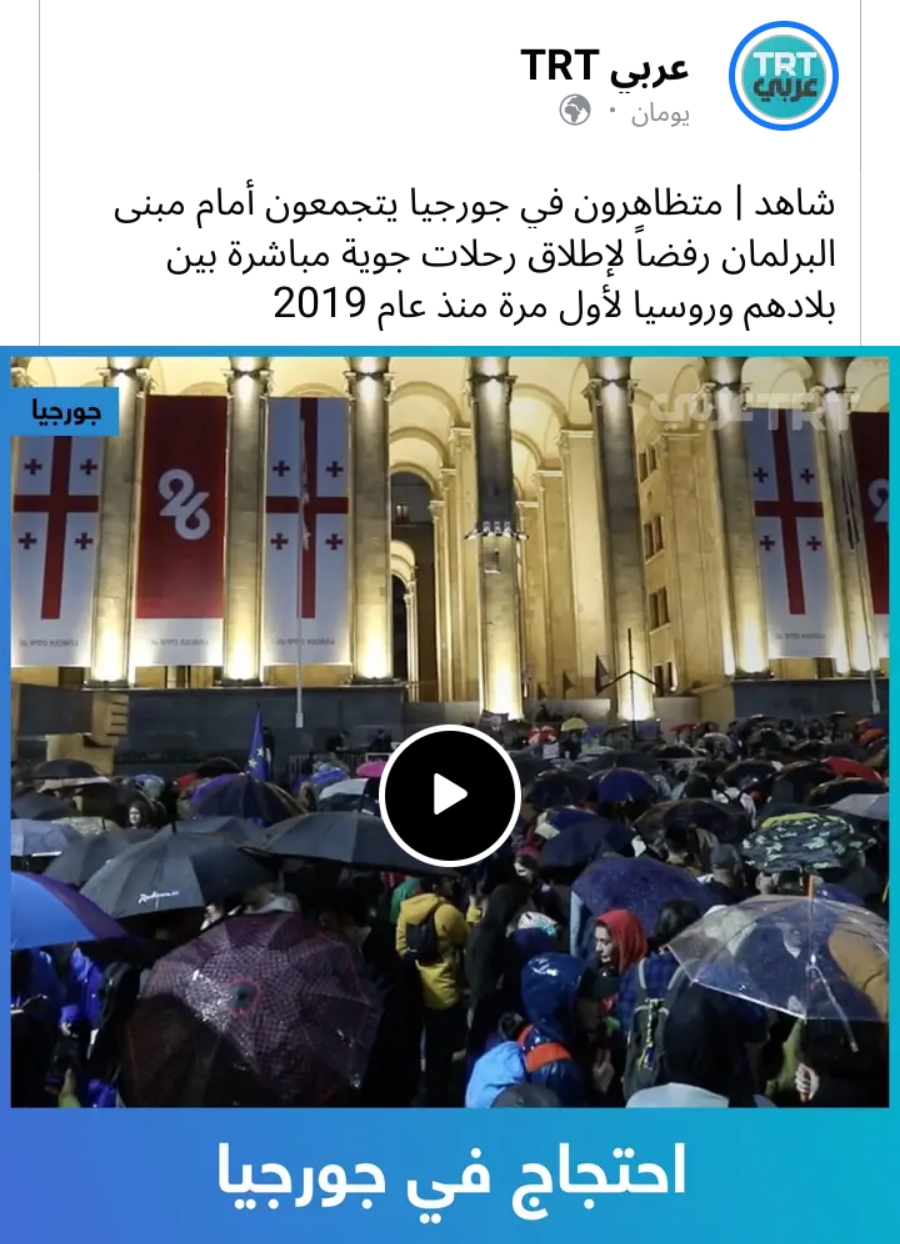 TRT عربي
TRT
عربي
يومان
شاهد | متظاهرون في جورجيا يتجمعون أمام مبنى
البرلمان رفضاً لإطلاق رحلات جوية مباشرة بين
بلادهم وروسيا لأول مرة منذ عام 2019
جورجيا
TRT عربي
26
احتجاج في جورجيا